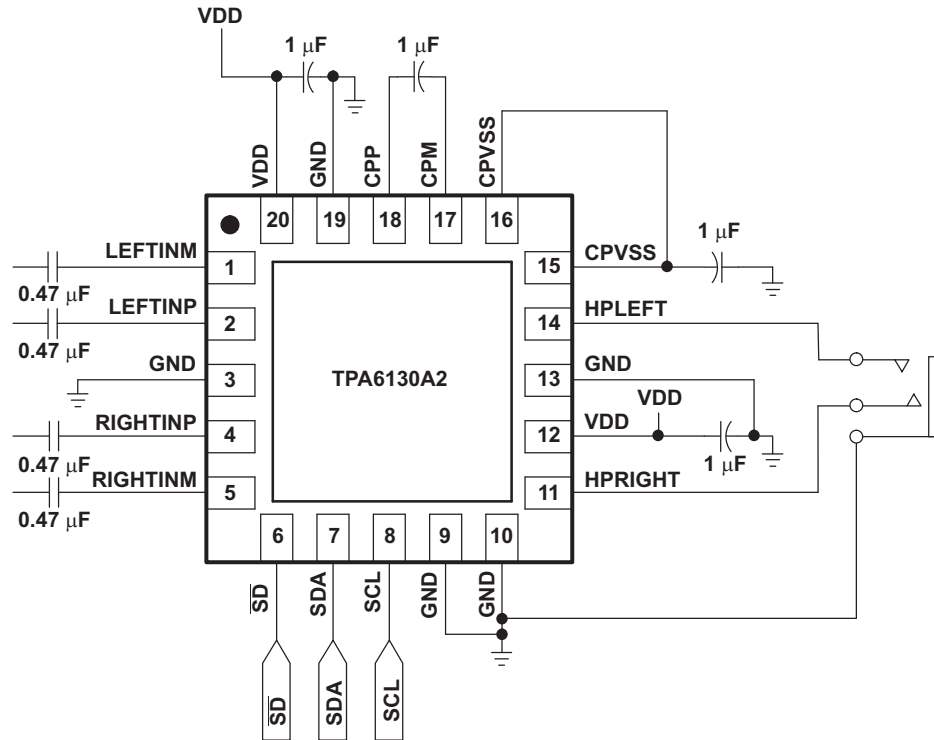 VDD
1 μF
1 μF
VDD
GND
CPP
CPM
CPVSS
20
19
18
17
16
LEFTINM
1
0.47 μF
LEFTINP
2
0.47 μF
GND
3
RIGHTINP
4
0.47 μF
RIGHTINM
5
0.47 μF
TPA6130A2
15
CPVSS
1 μF
14
HPLEFT
13
GND
VDD
12
VDD
1 μF
11
HPRIGHT
6
7
8
9
10
S̅D̅
SDA
SCL
GND
GND
S̅D̅
SDA
SCL